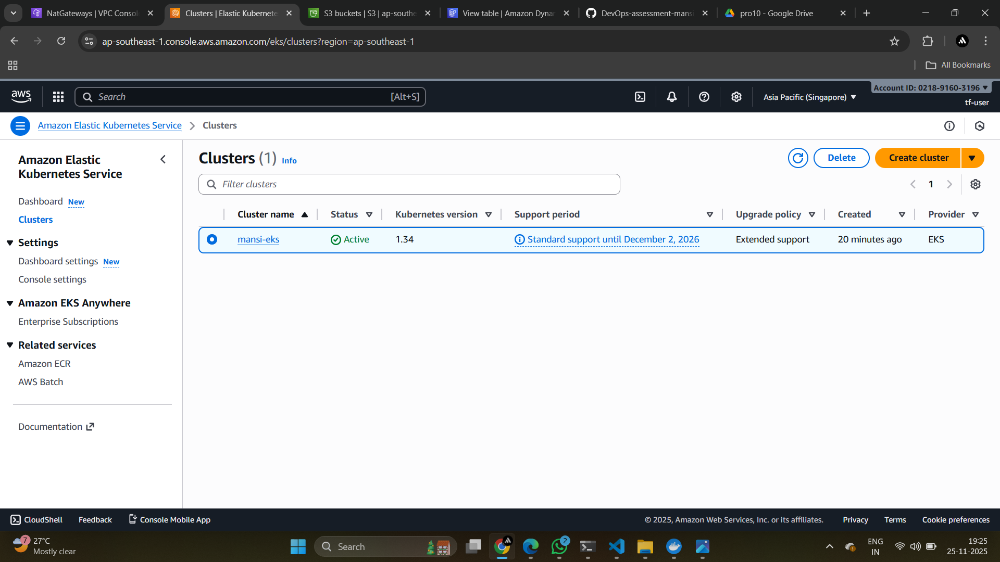 NatGateways | VPC Consol
Clusters | Elastic Kubernete
S3 buckets | S3 | ap-southe
View table | Amazon Dynar
DevOps-assessment-mansi
pro10 - Google Drive
ap-southeast-1.console.aws.amazon.com/eks/clusters?region=ap-southeast-1
All Bookmarks
aws
Search
[Alt+S]
Asia Pacific (Singapore)
Account ID: 0218-9160-3196
tf-user
Amazon Elastic Kubernetes Service
Clusters
Amazon Elastic
Kubernetes Service
Dashboard New
Clusters
Settings
Dashboard settings New
Console settings
Amazon EKS Anywhere
Enterprise Subscriptions
Related services
Amazon ECR
AWS Batch
Documentation
Clusters (1) Info
Delete
Create cluster
Filter clusters
1
Cluster name Status Kubernetes version Support period Upgrade policy Created Provider
mansi-eks Active 1.34 Standard support until December 2, 2026 Extended support 20 minutes ago EKS
CloudShell Feedback Console Mobile App © 2025, Amazon Web Services, Inc. or its affiliates. Privacy Terms Cookie preferences
7
27°C
Mostly clear
Search
2
ENG
IN
19:25
25-11-2025